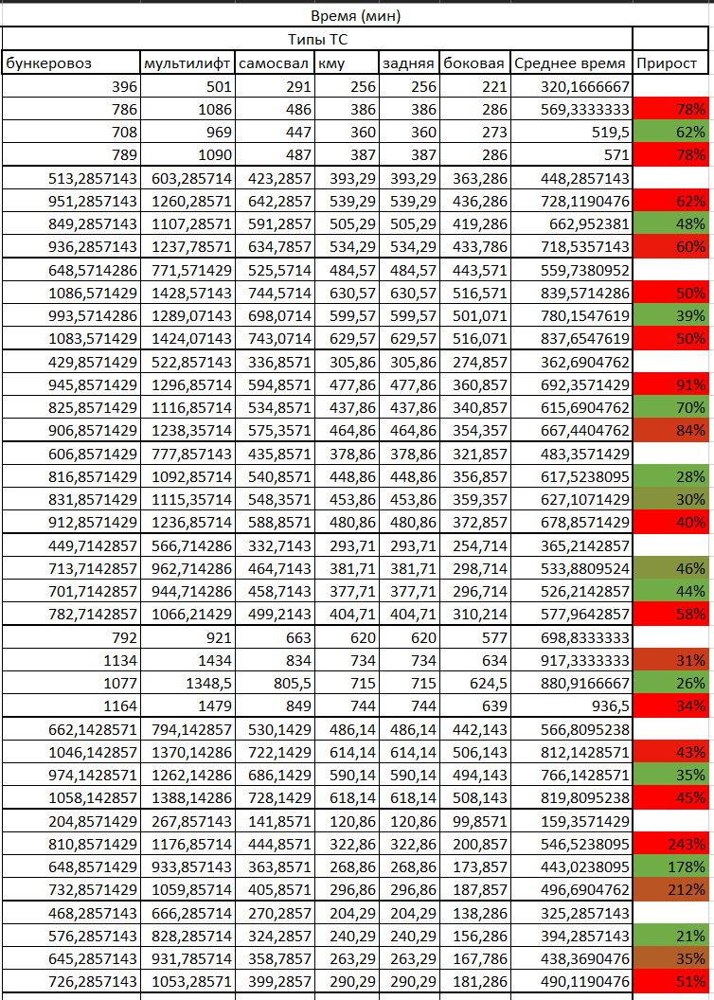 Время (мин)
Типы ТС
бункеровоз мультилифт самосвал кму задняя боковая Среднее время Прирост
396 501 291 256 256 221 320,1666667
786 1086 486 386 386 286 569,3333333 78%
708 969 447 360 360 273 519,5 62%
789 1090 487 387 387 286 571 78%
513,2857143 603,285714 423,2857 393,29 393,29 363,286 448,2857143
951,2857143 1260,28571 642,2857 539,29 539,29 436,286 728,1190476 62%
849,2857143 1107,28571 591,2857 505,29 505,29 419,286 662,952381 48%
936,2857143 1237,78571 634,7857 534,29 534,29 433,786 718,5357143 60%
648,5714286 771,571429 525,5714 484,57 484,57 443,571 559,7380952
1086,571429 1428,57143 744,5714 630,57 630,57 516,571 839,5714286 50%
993,5714286 1289,07143 698,0714 599,57 599,57 501,071 780,1547619 39%
1083,571429 1424,07143 743,0714 629,57 629,57 516,071 837,6547619 50%
429,8571429 522,857143 336,8571 305,86 305,86 274,857 362,6904762
945,8571429 1296,85714 594,8571 477,86 477,86 360,857 692,3571429 91%
825,8571429 1116,85714 534,8571 437,86 437,86 340,857 615,6904762 70%
906,8571429 1238,35714 575,3571 464,86 464,86 354,357 667,4404762 84%
606,8571429 777,857143 435,8571 378,86 378,86 321,857 483,3571429
816,8571429 1092,85714 540,8571 448,86 448,86 356,857 617,5238095 28%
831,8571429 1115,35714 548,3571 453,86 453,86 359,357 627,1071429 30%
912,8571429 1236,85714 588,8571 480,86 480,86 372,857 678,8571429 40%
449,7142857 566,714286 332,7143 293,71 293,71 254,714 365,2142857
713,7142857 962,714286 464,7143 381,71 381,71 298,714 533,8809524 46%
701,7142857 944,714286 458,7143 377,71 377,71 296,714 526,2142857 44%
782,7142857 1066,21429 499,2143 404,71 404,71 310,214 577,9642857 58%
792 921 663 620 620 577 698,8333333
1134 1434 834 734 734 634 917,3333333 31%
1077 1348,5 805,5 715 715 624,5 880,9166667 26%
1164 1479 849 744 744 639 936,5 34%
662,1428571 794,142857 530,1429 486,14 486,14 442,143 566,8095238
1046,142857 1370,14286 722,1429 614,14 614,14 506,143 812,1428571 43%
974,1428571 1262,14286 686,1429 590,14 590,14 494,143 766,1428571 35%
1058,142857 1388,14286 728,1429 618,14 618,14 508,143 819,8095238 45%
204,8571429 267,857143 141,8571 120,86 120,86 99,8571 159,3571429
810,8571429 1176,85714 444,8571 322,86 322,86 200,857 546,5238095 243%
648,8571429 933,857143 363,8571 268,86 268,86 173,857 443,0238095 178%
732,8571429 1059,85714 405,8571 296,86 296,86 187,857 496,6904762 212%
468,2857143 666,285714 270,2857 204,29 204,29 138,286 325,2857143
576,2857143 828,285714 324,2857 240,29 240,29 156,286 394,2857143 21%
645,2857143 931,785714 358,7857 263,29 263,29 167,786 438,3690476 35%
726,2857143 1053,28571 399,2857 290,29 290,29 181,286 490,1190476 51%